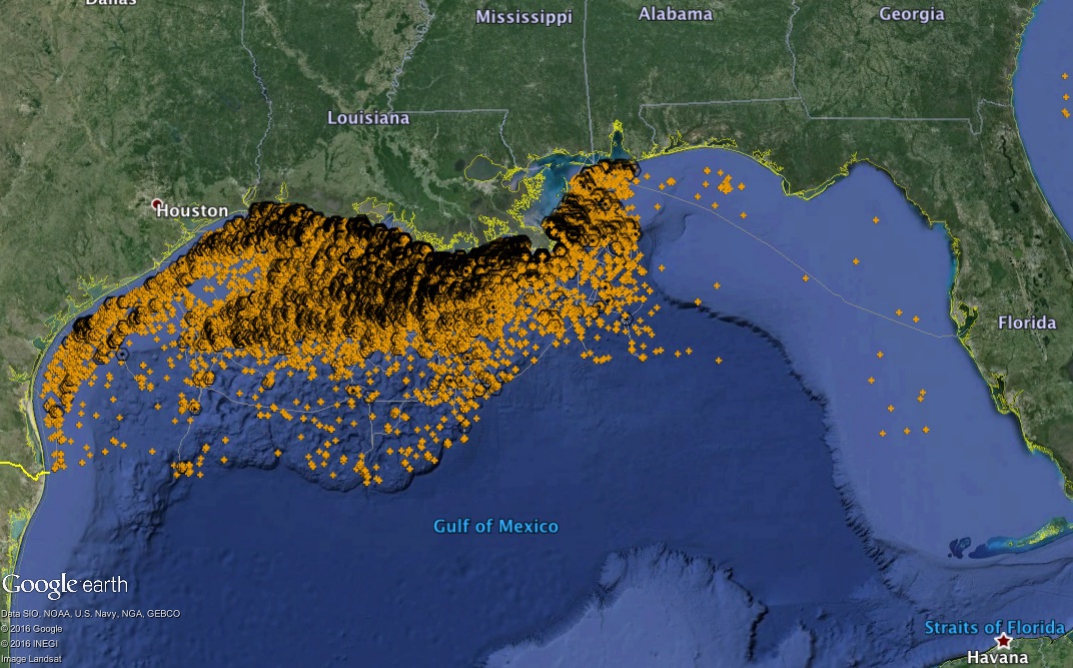 Mississippi
Alabama
Georgia
Louisiana
Houston
Florida
Gulf of Mexico
Google earth
Data SIO, NOAA, U.S. Navy, NGA, GEBCO
© 2016 Google
© 2016 INEGI
Image Landsat
Straits of Florida
Havana